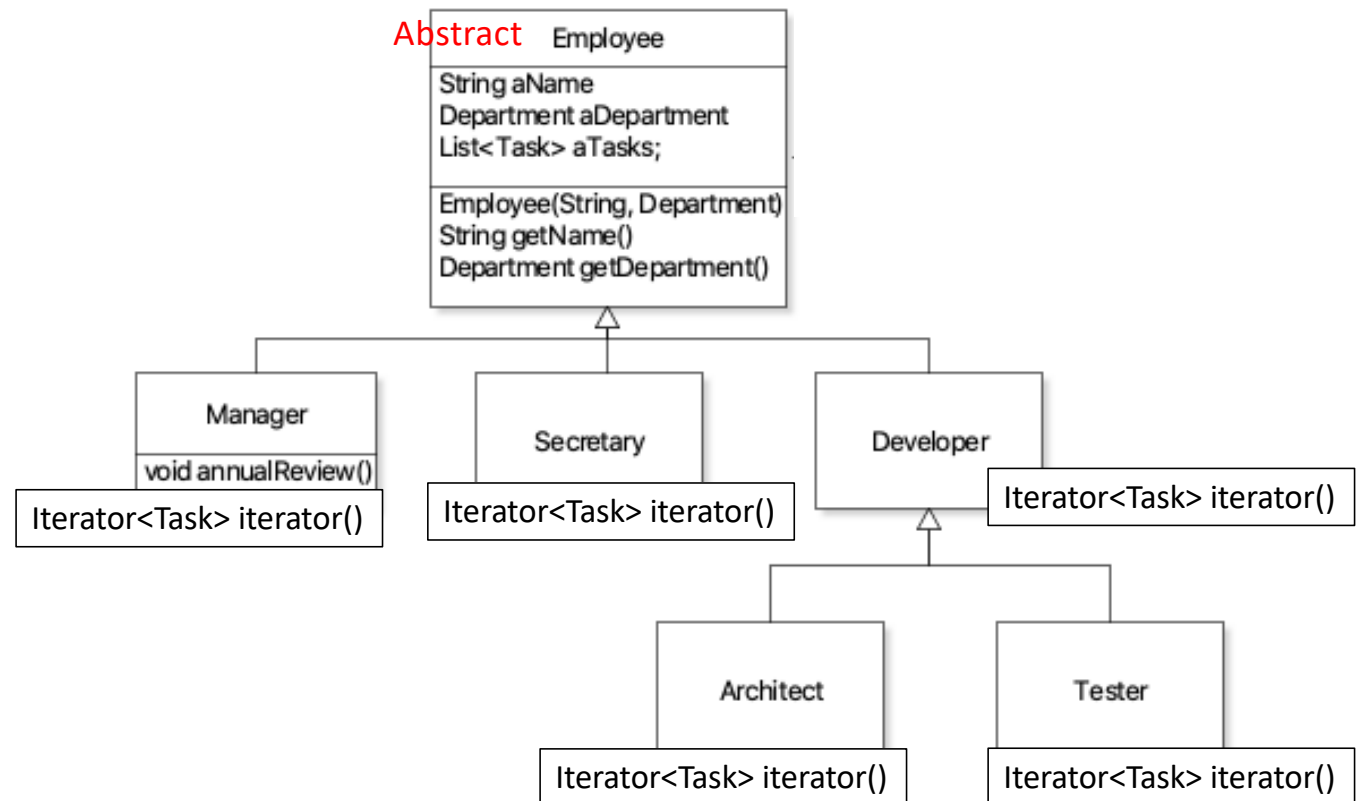 Abstract Employee
String aName
Department aDepartment
List<Task> aTasks;
Employee(String, Department)
String getName()
Department getDepartment()
Manager
void annualReview()
Iterator<Task> iterator()
Secretary
Iterator<Task> iterator()
Developer
Iterator<Task> iterator()
Architect
Iterator<Task> iterator()
Tester
Iterator<Task> iterator()